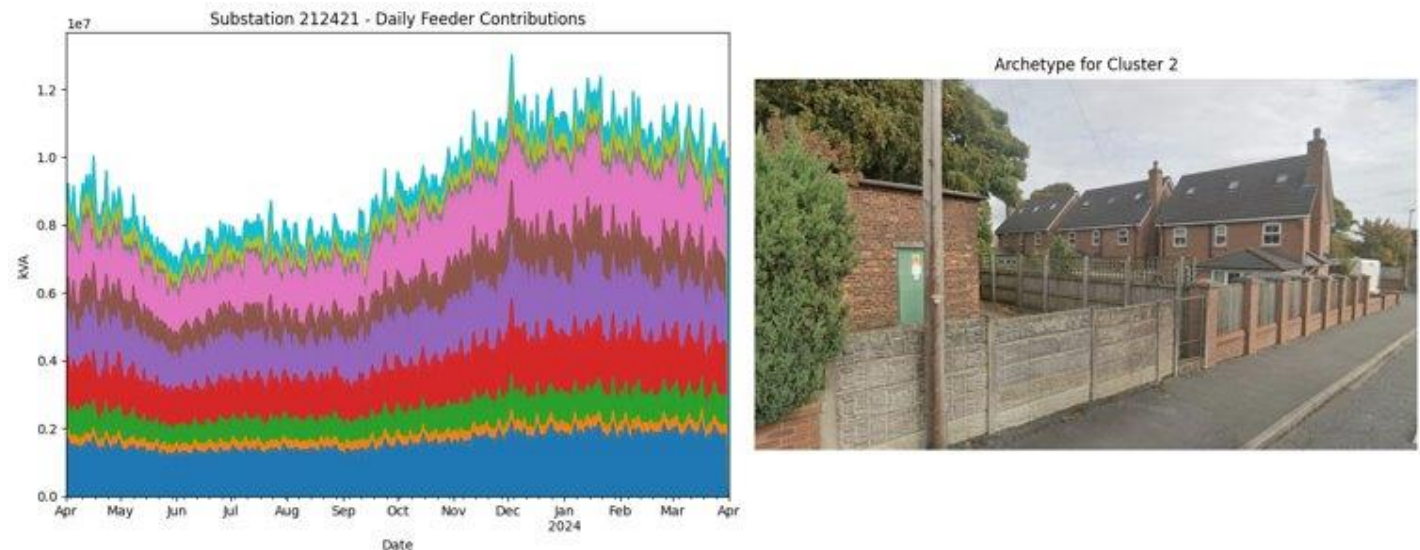 Substation 212421 - Daily Feeder Contributions
1e7
1.2
1.0
0.8
0.6
0.4
0.2
0.0
kVA
Apr May Jun Jul Aug Sep Oct Nov Dec Jan Feb Mar Apr
2024
Date
Archetype for Cluster 2